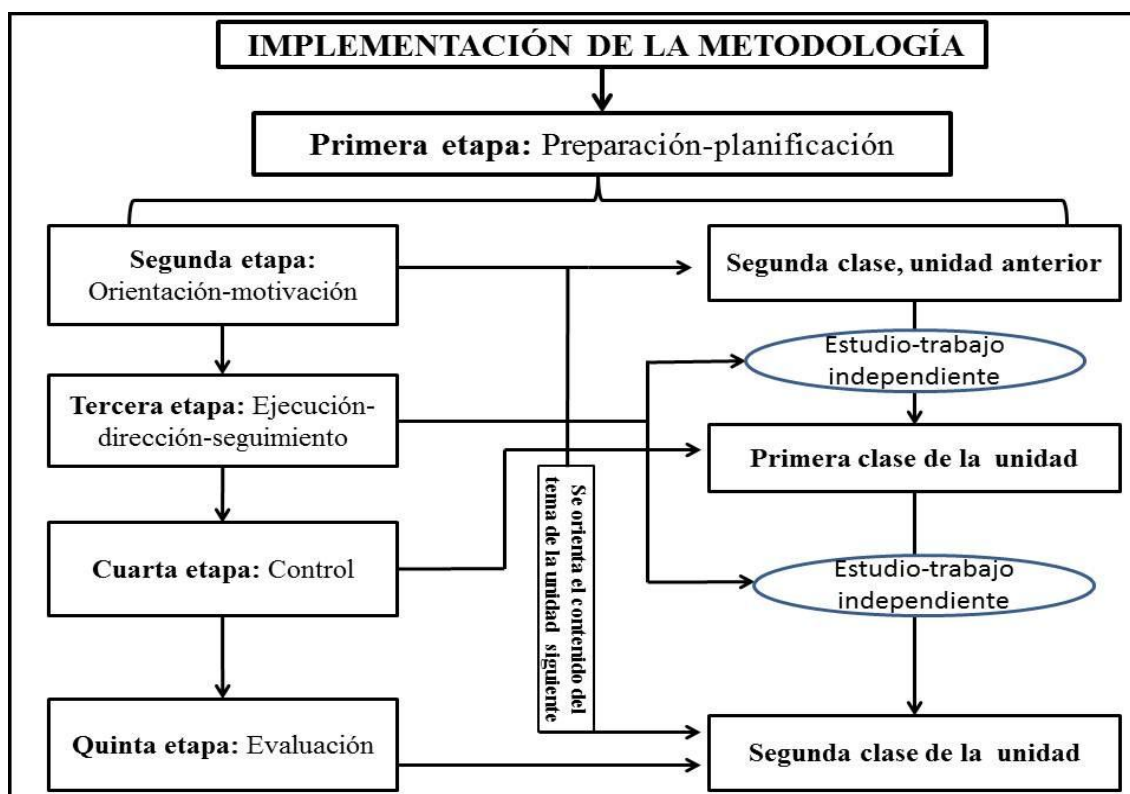 IMPLEMENTACIÓN DE LA METODOLOGÍA
Primera etapa: Preparación-planificación
Segunda etapa:
Orientación-motivación
Segunda clase, unidad anterior
Estudio-trabajo
independiente
Tercera etapa: Ejecución-
dirección-seguimiento
Primera clase de la unidad
Se orienta el contenido del
tema de la unidad siguiente
Cuarta etapa: Control
Estudio-trabajo
independiente
Quinta etapa: Evaluación
Segunda clase de la unidad